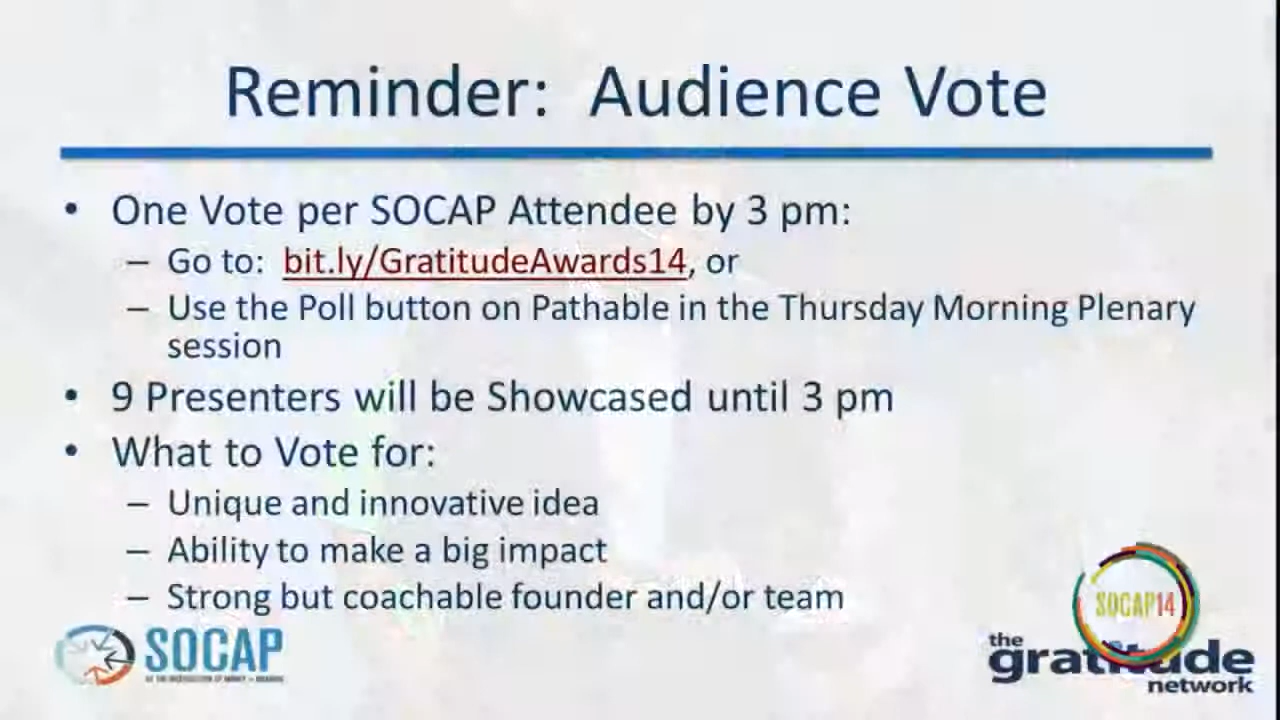 Reminder: Audience Vote
• One Vote per SOCAP Attendee by 3 pm:
– Go to: bit.ly/GratitudeAwards14, or
– Use the Poll button on Pathable in the Thursday Morning Plenary
session
• 9 Presenters will be Showcased until 3 pm
• What to Vote for:
– Unique and innovative idea
– Ability to make a big impact
– Strong but coachable founder and/or team
SOCAP
SOCAP14
the
gratitude
network